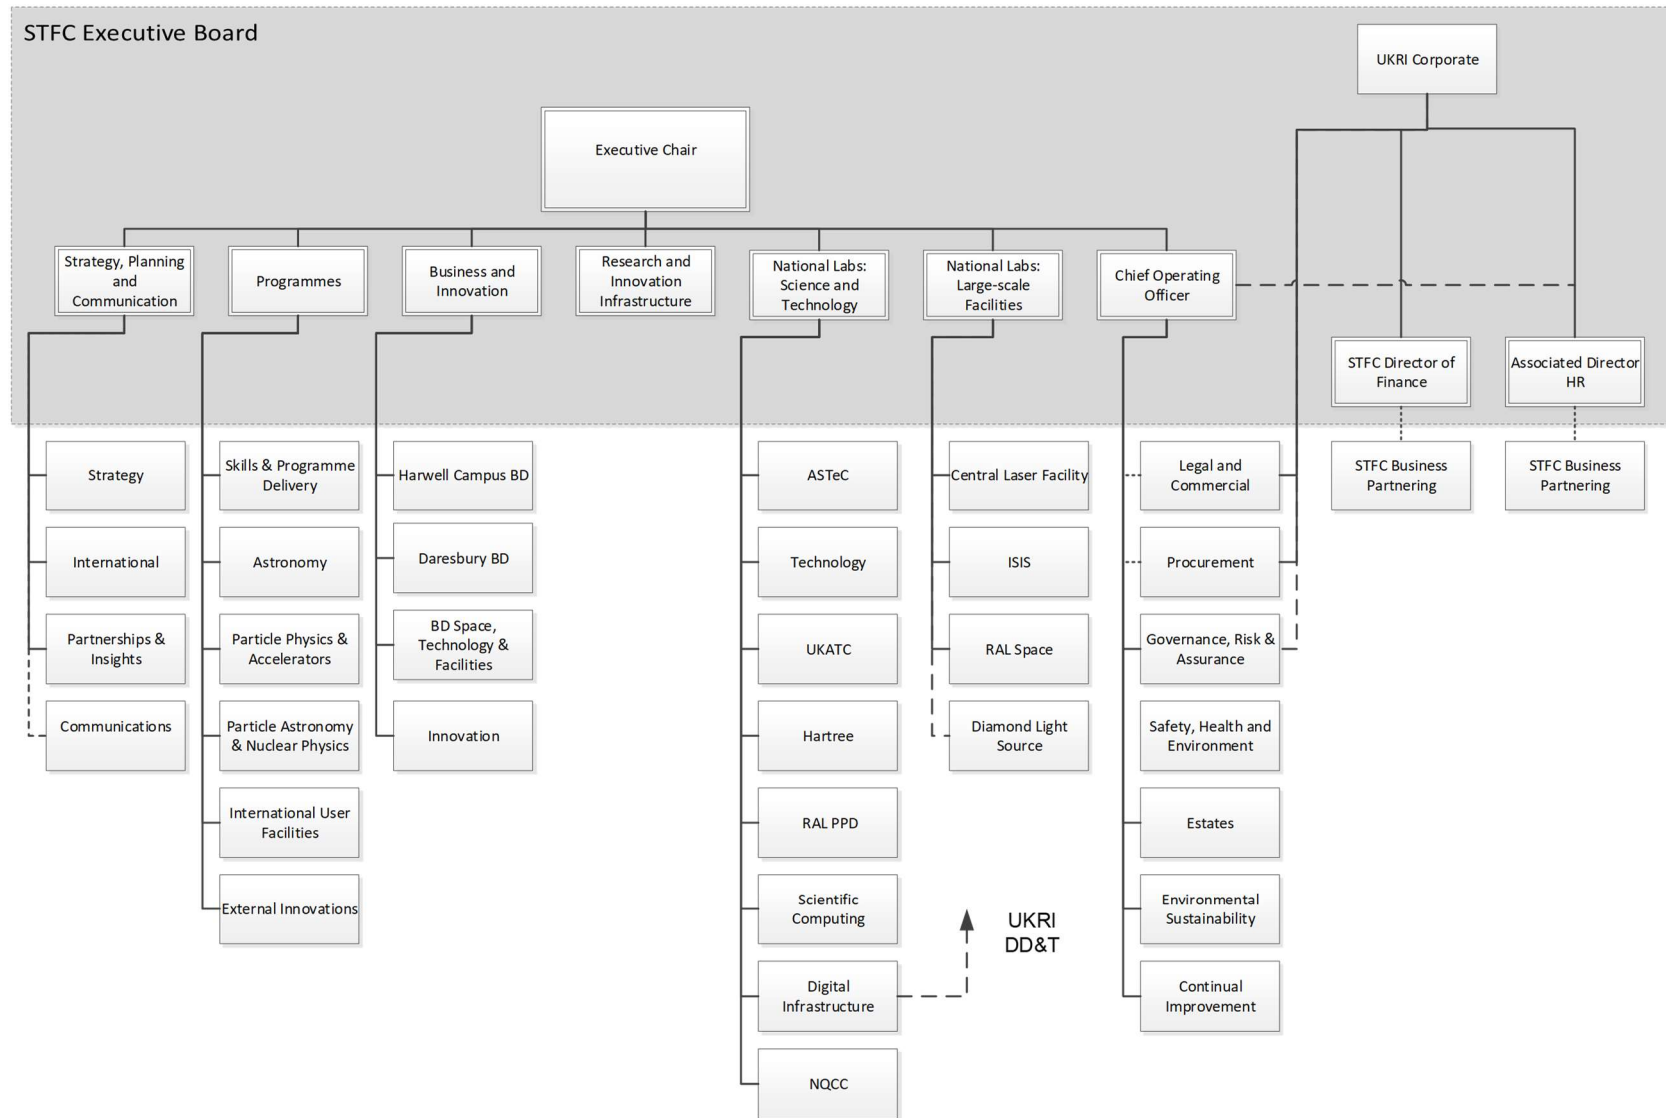 STFC Executive Board
UKRI Corporate
Executive Chair
Strategy, Planning
and
Communication
Programmes
Business and
Innovation
Research and
Innovation
Infrastructure
National Labs:
Science and
Technology
National Labs:
Large-scale
Facilities
Chief Operating
Officer
STFC Director of
Finance
Associated Director
HR
Strategy
International
Partnerships &
Insights
Communications
Skills & Programme
Delivery
Astronomy
Particle Physics &
Accelerators
Particle Astronomy
& Nuclear Physics
International User
Facilities
External Innovations
Harwell Campus BD
Daresbury BD
BD Space,
Technology &
Facilities
Innovation
ASTeC
Technology
UKATC
Hartree
RAL PPD
Scientific
Computing
Digital
Infrastructure
NQCC
UKRI
DD&T
Central Laser Facility
ISIS
RAL Space
Diamond Light
Source
Legal and
Commercial
Procurement
Governance, Risk &
Assurance
Safety, Health and
Environment
Estates
Environmental
Sustainability
Continual
Improvement
STFC Business
Partnering
STFC Business
Partnering